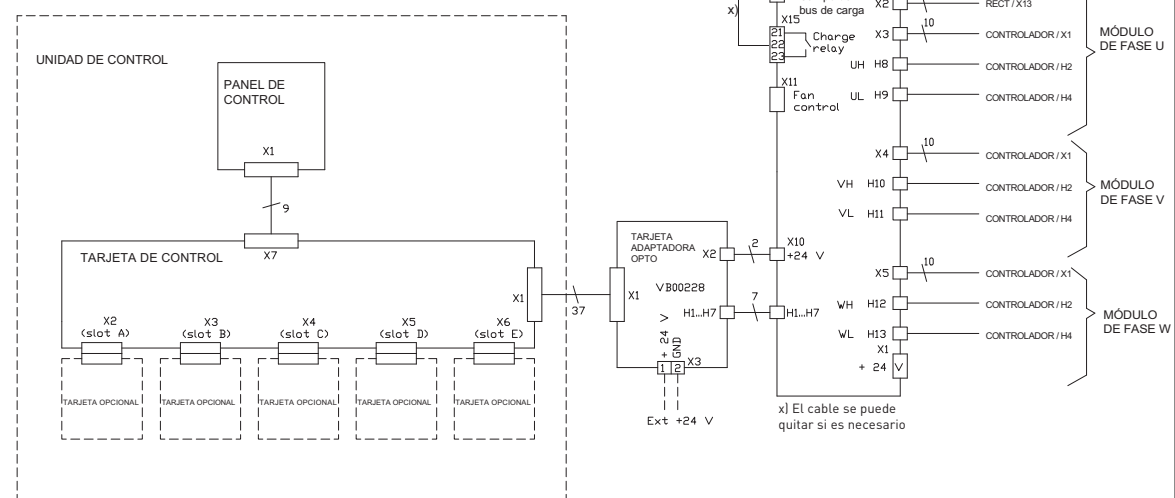 UNIDAD DE CONTROL
PANEL DE
CONTROL
X1
9
X7
TARJETA DE CONTROL
X1
37
X2
(slot A)
X3
(slot B)
X4
(slot C)
X5
(slot D)
X6
(slot E)
TARJETA OPCIONAL
TARJETA OPCIONAL
TARJETA OPCIONAL
TARJETA OPCIONAL
TARJETA OPCIONAL
TARJETA
ADAPTADORA
OPTO
X2
X1
VB00228
H1...H7
+ 24 V
GND
1 2 X3
Ext +24 V
2
7
x)
bus de carga
X15
21
22
23
Charge
relay
X11
Fan
control
X10
+24 V
H1...H7
X2
RECT / X13
X3
10
CONTROLADOR / X1
UH H8
CONTROLADOR / H2
UL H9
CONTROLADOR / H4
MÓDULO
DE FASE U
X4
10
CONTROLADOR / X1
VH H10
CONTROLADOR / H2
VL H11
CONTROLADOR / H4
MÓDULO
DE FASE V
X5
10
CONTROLADOR / X1
WH H12
CONTROLADOR / H2
WL H13
CONTROLADOR / H4
MÓDULO
DE FASE W
X1
+ 24 V
x) El cable se puede
quitar si es necesario